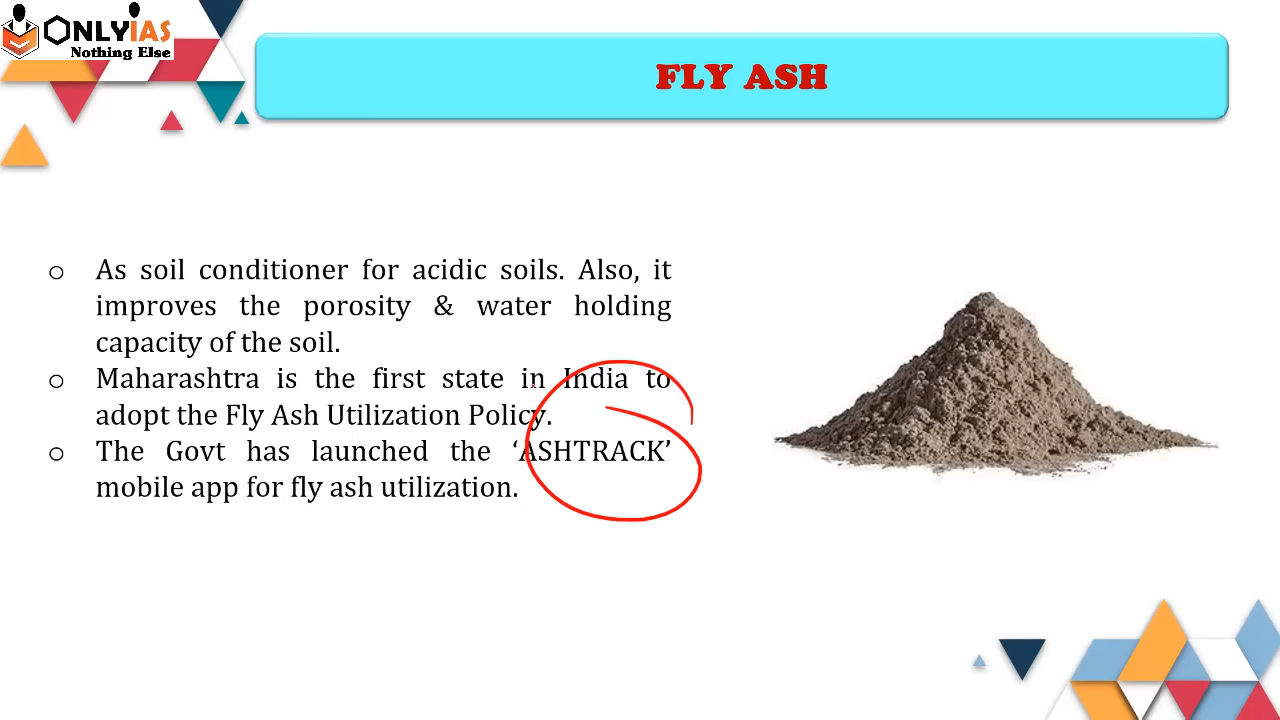 ONLYIAS
Nothing Else
FLY ASH
o As soil conditioner for acidic soils. Also, it
improves the porosity & water holding
capacity of the soil.
o Maharashtra is the first state in India to
adopt the Fly Ash Utilization Policy.
o The Govt has launched the ‘ASHTRACK’
mobile app for fly ash utilization.